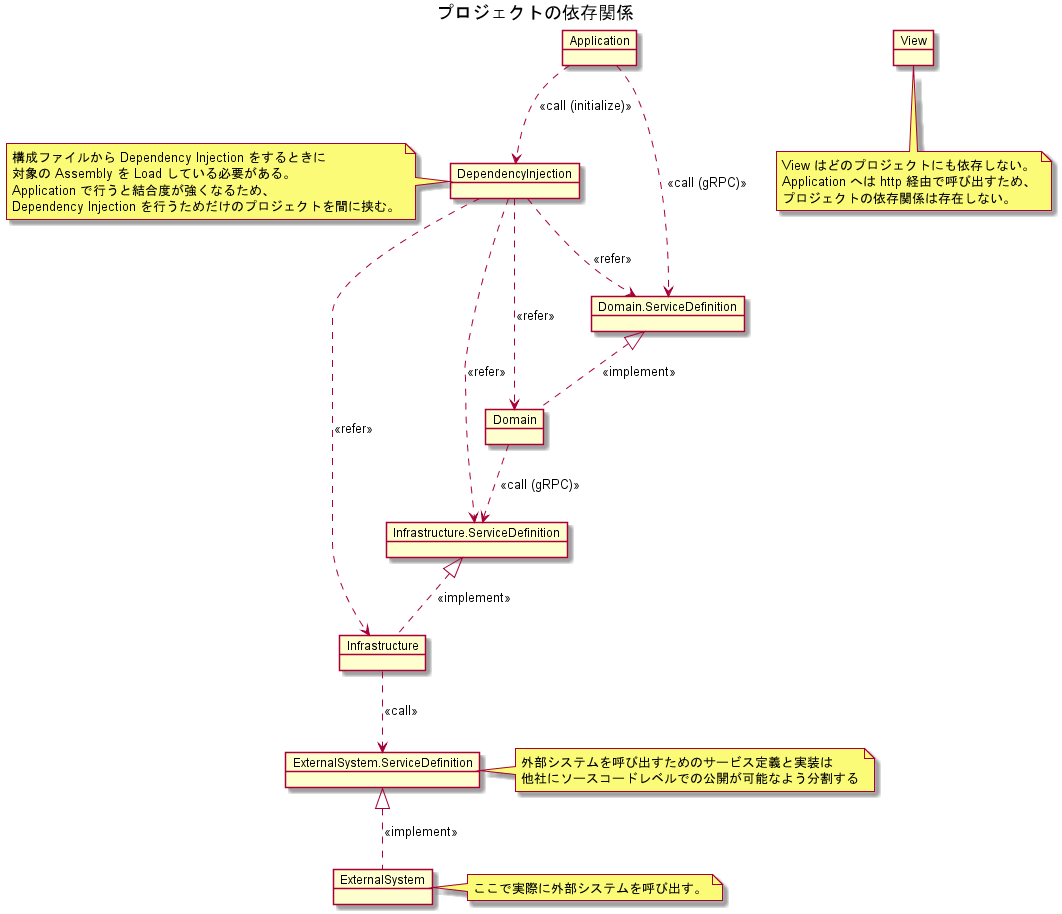 プロジェクトの依存関係
Application
View
«call (initialize)»
構成ファイルから Dependency Injection をするときに
対象の Assembly を Load している必要がある。
Application で行うと結合度が強くなるため、
Dependency Injection を行うためだけのプロジェクトを間に挟む。
DependencyInjection
«call (gRPC)»
View はどのプロジェクトにも依存しない。
Application へは http 経由で呼び出すため、
プロジェクトの依存関係は存在しない。
«refer»
Domain.ServiceDefinition
«refer»
«refer»
«implement»
Domain
«refer»
«call (gRPC)»
Infrastructure.ServiceDefinition
«implement»
Infrastructure
«call»
ExternalSystem.ServiceDefinition
外部システムを呼び出すためのサービス定義と実装は
他社にソースコードレベルでの公開が可能なよう分割する
«implement»
ExternalSystem
ここで実際に外部システムを呼び出す。